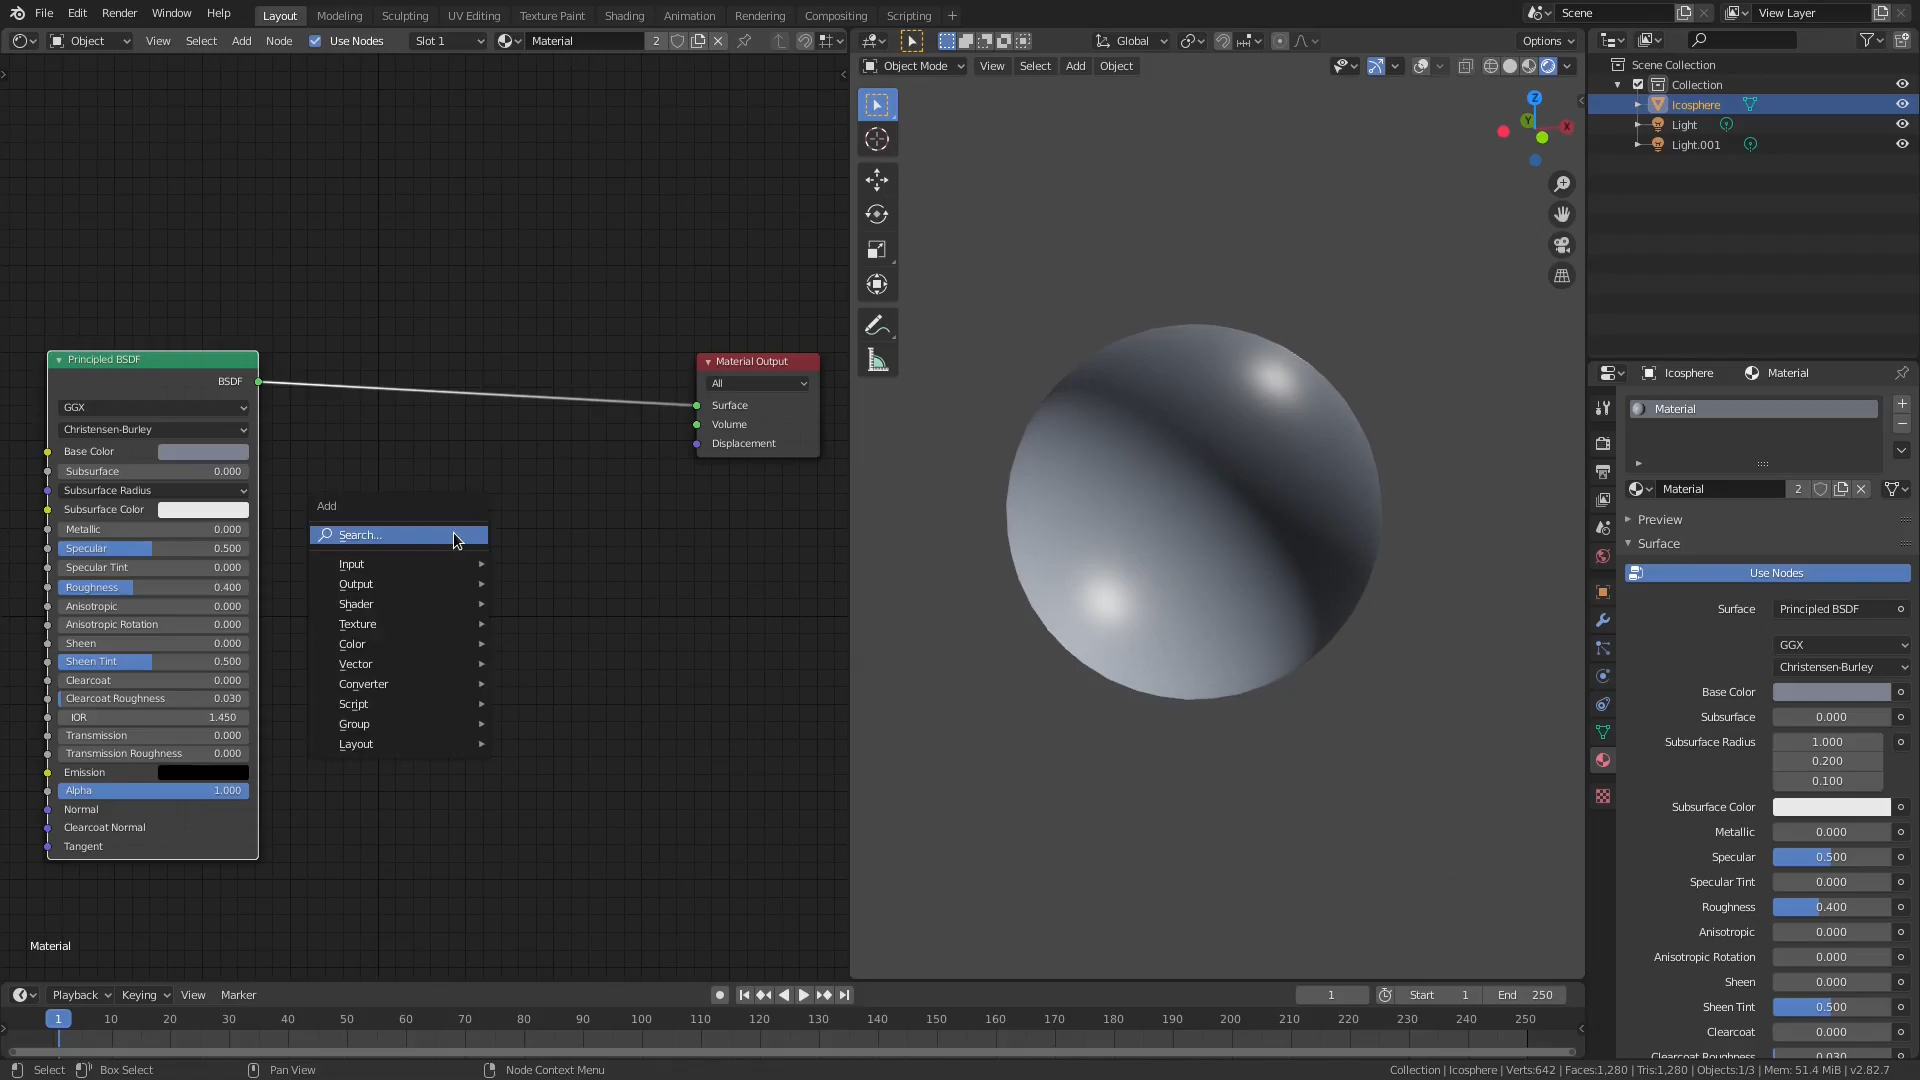 File Edit Render Window Help Layout Modeling Sculpting UV Editing Texture Paint Shading Animation Rendering Compositing Scripting + Scene View Layer
Object View Select Add Node Use Nodes Slot 1 Material 2 Global Options
Object Mode View Select Add Object
Scene Collection
Collection
Icosphere
Light
Light.001
Z
Y
X
Principled BSDF
BSDF
GGX
Christensen-Burley
Base Color
Subsurface 0.000
Subsurface Radius
Subsurface Color
Metallic 0.000
Specular 0.500
Specular Tint 0.000
Roughness 0.400
Anisotropic 0.000
Anisotropic Rotation 0.000
Sheen 0.000
Sheen Tint 0.500
Clearcoat 0.000
Clearcoat Roughness 0.030
IOR 1.450
Transmission 0.000
Transmission Roughness 0.000
Emission
Alpha 1.000
Normal
Clearcoat Normal
Tangent
Material Output
All
Surface
Volume
Displacement
Add
Search...
Input
Output
Shader
Texture
Color
Vector
Converter
Script
Group
Layout
Material
Icosphere Material
Material
Material 2
Preview
Surface
Use Nodes
Surface Principled BSDF
GGX
Christensen-Burley
Base Color
Subsurface 0.000
Subsurface Radius 1.000
0.200
0.100
Subsurface Color
Metallic 0.000
Specular 0.500
Specular Tint 0.000
Roughness 0.400
Anisotropic 0.000
Anisotropic Rotation 0.000
Sheen 0.000
Sheen Tint 0.500
Clearcoat 0.000
Clearcoat Roughness 0.030
Playback Keying View Marker 1 Start 1 End 250
1 10 20 30 40 50 60 70 80 90 100 110 120 130 140 150 160 170 180 190 200 210 220 230 240 250
Select Box Select Pan View Node Context Menu Collection | Icosphere | Verts:642 | Faces:1,280 | Tris:1,280 | Objects:1/3 | Mem: 51.4 MiB | v2.82.7